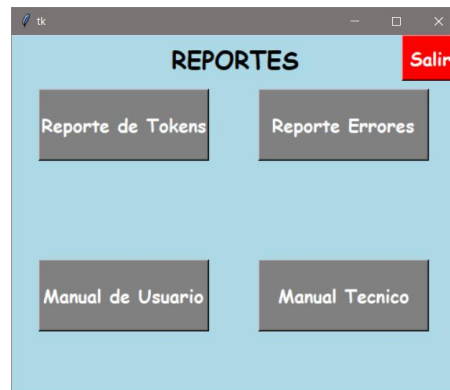 tk
REPORTES
Salir
Reporte de Tokens
Reporte Errores
Manual de Usuario
Manual Tecnico